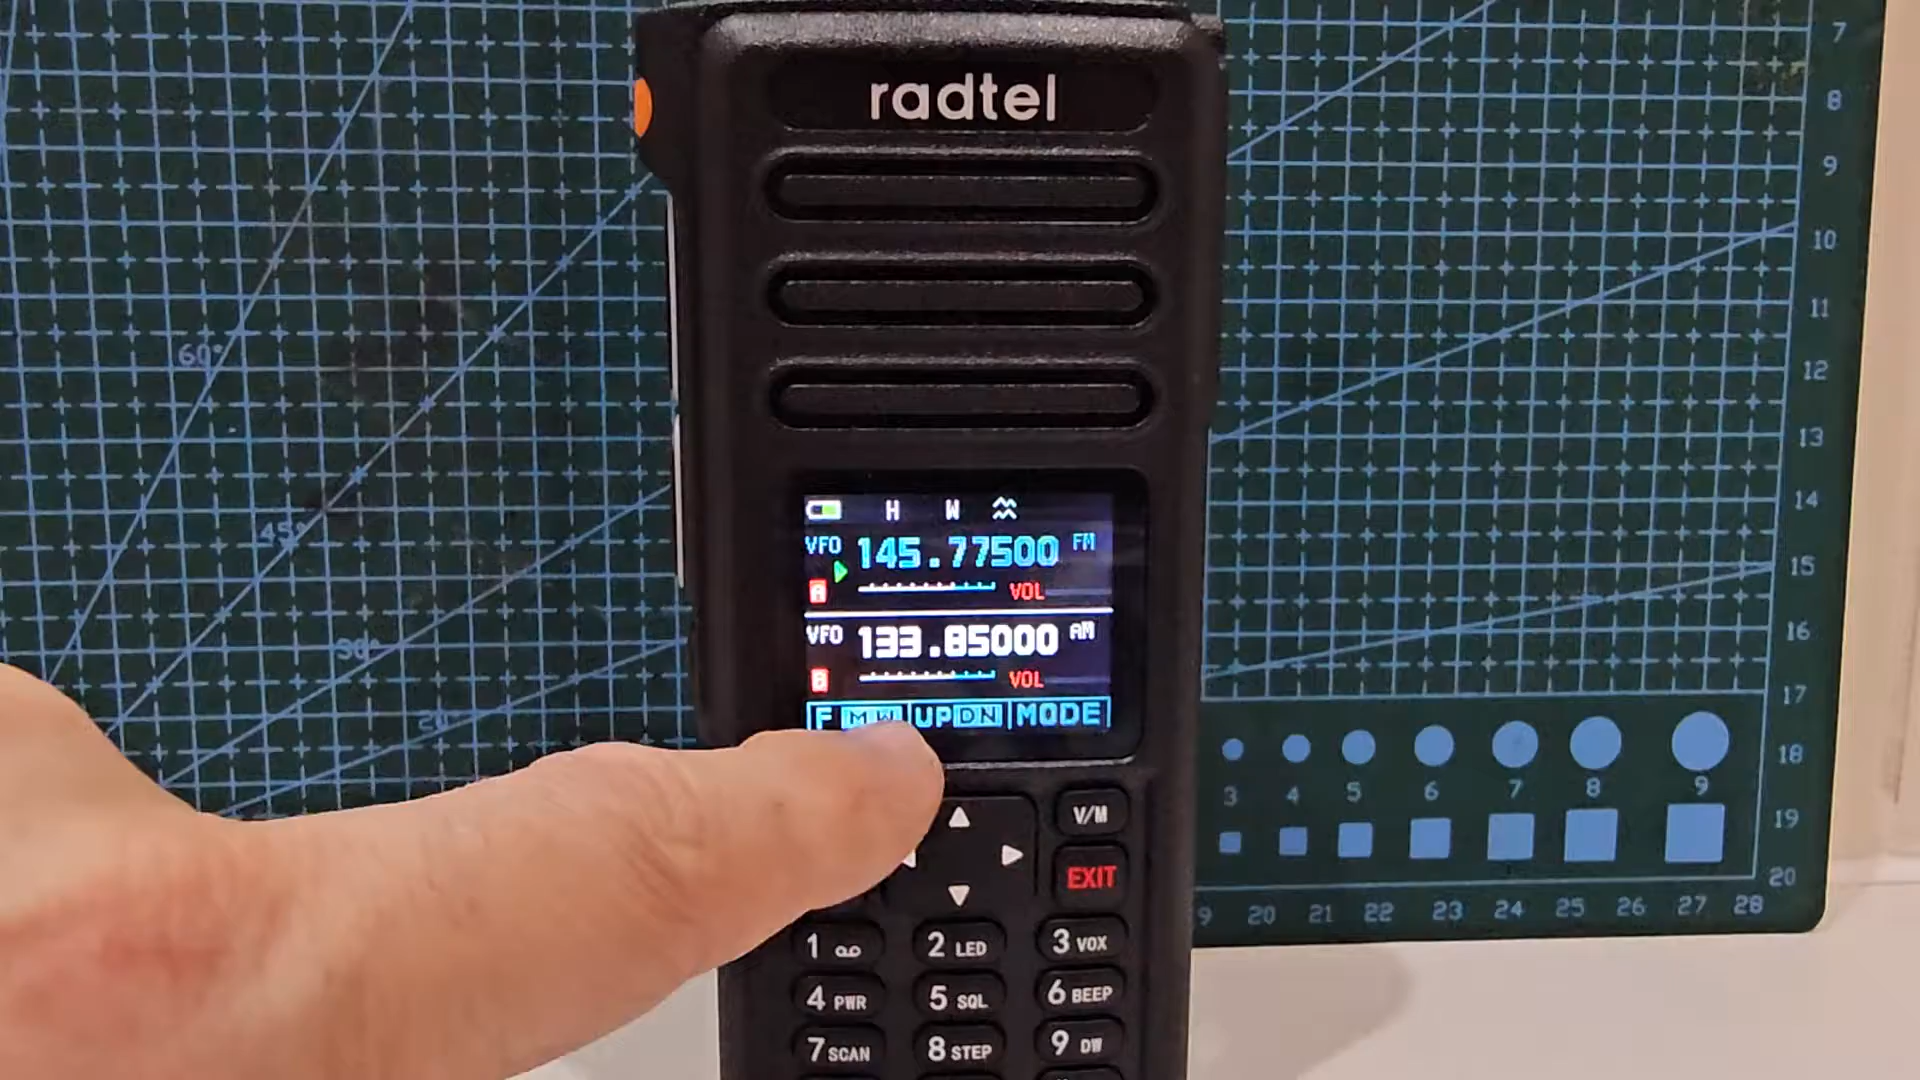 radtel
H W
VFO 145.77500 FM
A VOL
VFO 133.85000 AM
B VOL
F MW UP DN MODE
V/M
EXIT
1 2 LED 3 VOX
4 PWR 5 SQL 6 BEEP
7 SCAN 8 STEP 9 DW
60°
45°
30°
7
8
9
10
11
12
13
14
15
16
17
18
19
20
3 4 5 6 7 8 9
9 20 21 22 23 24 25 26 27 28